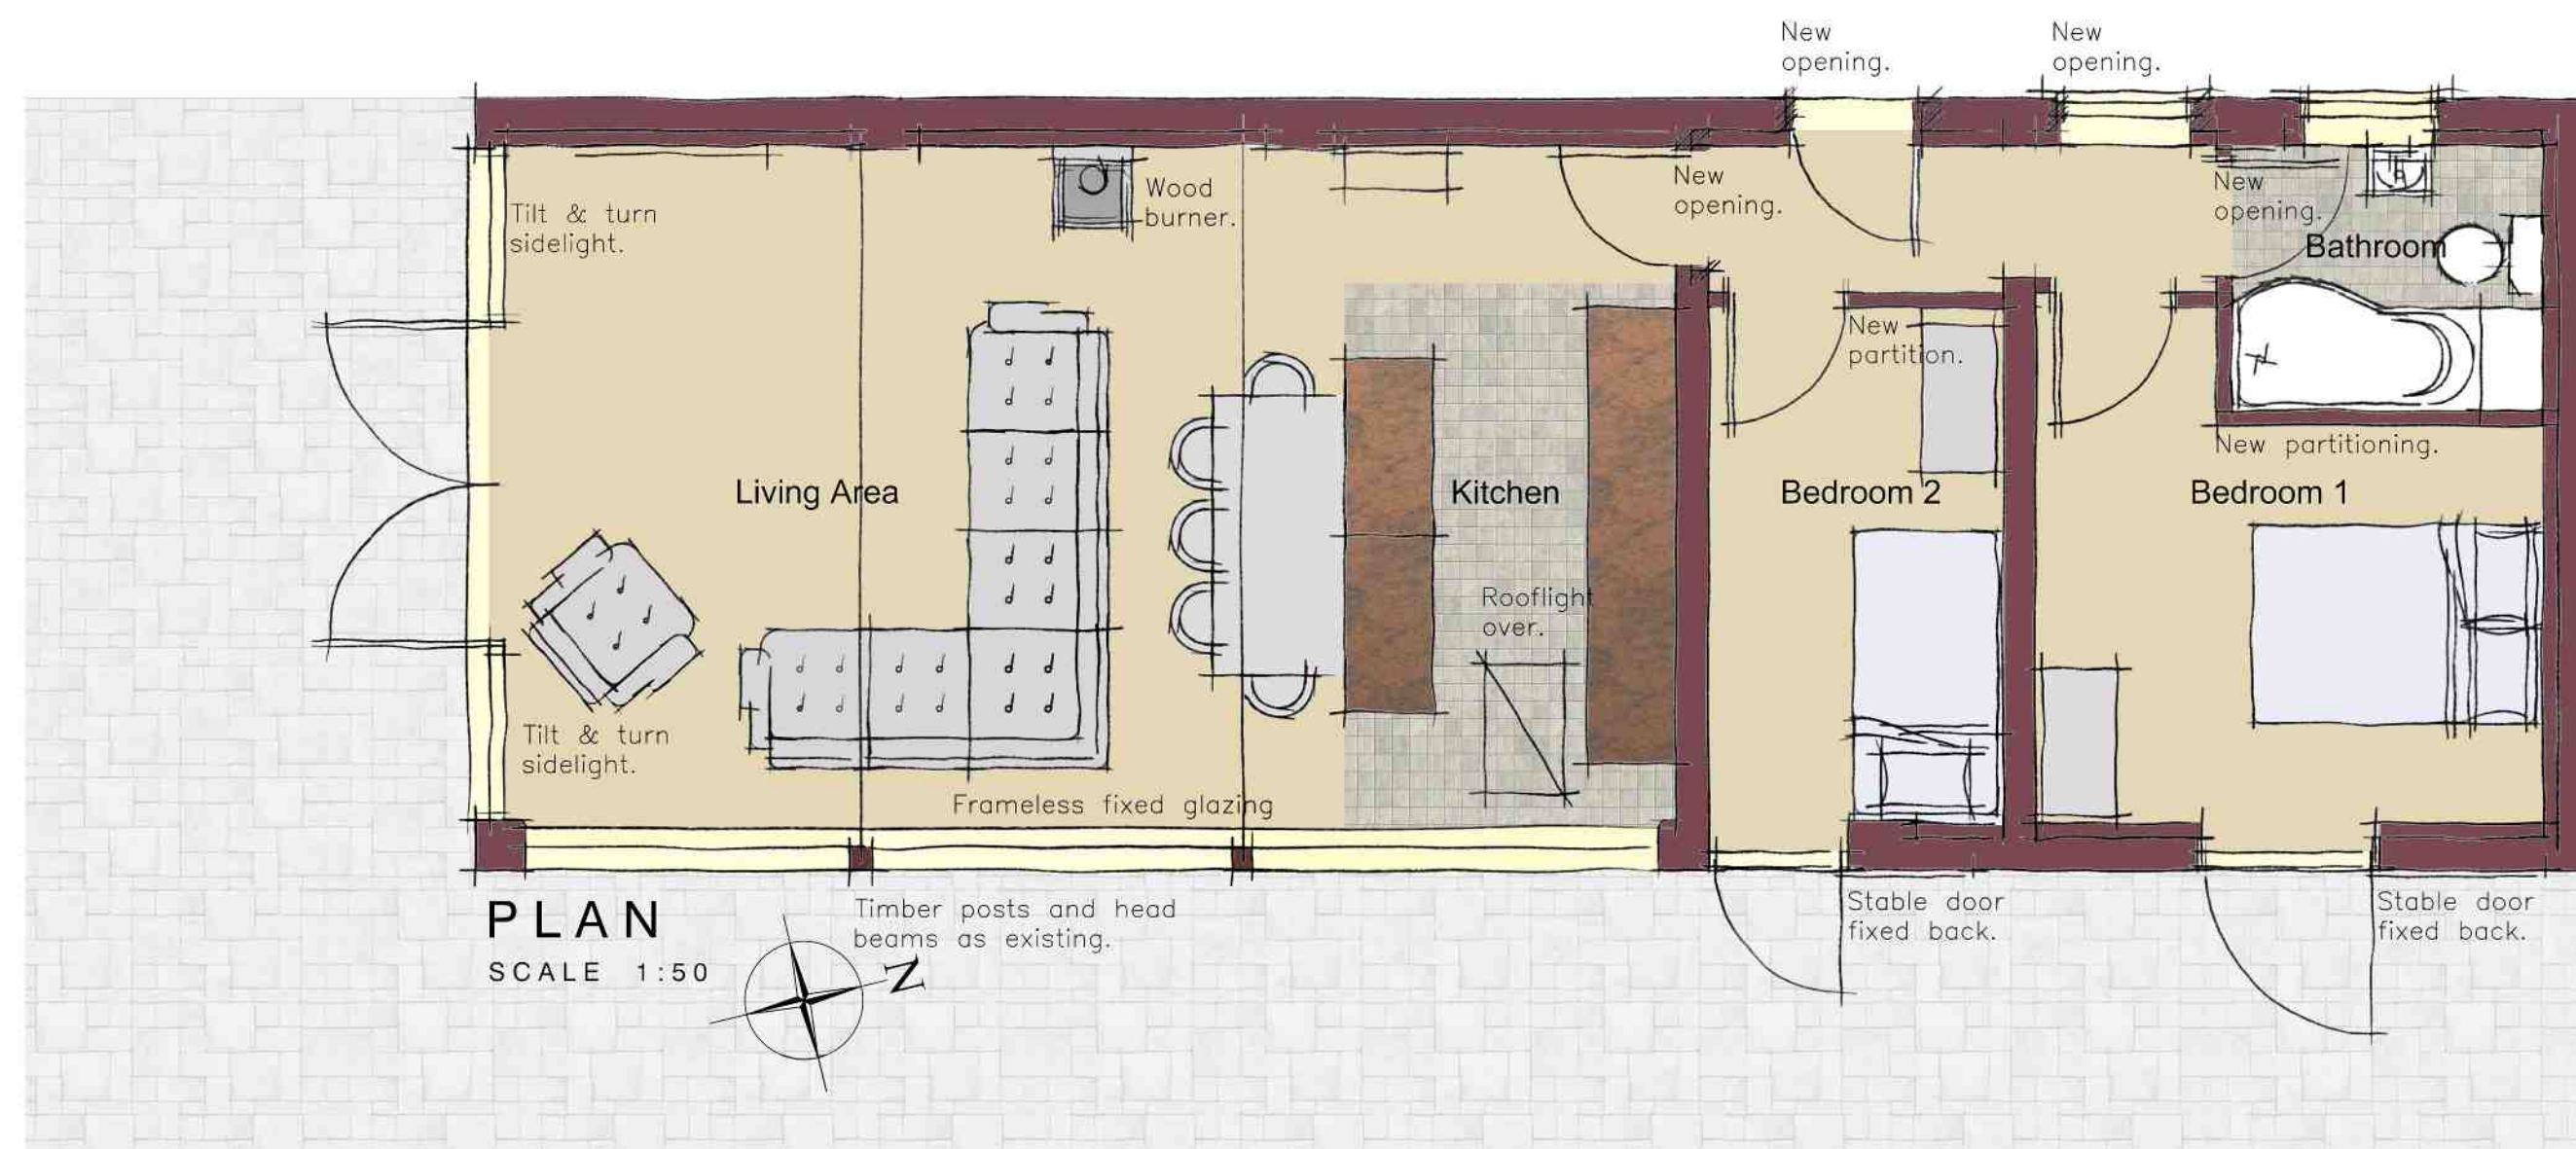 New
opening.
New
opening.
Tilt & turn
sidelight.
Wood
burner.
New
opening.
New
opening.
Bathroom
New
partition.
New partitioning.
Living Area
Kitchen
Bedroom 2
Bedroom 1
Rooflight
over.
Tilt & turn
sidelight.
Frameless fixed glazing
PLAN
SCALE 1:50
Timber posts and head
beams as existing.
N
Stable door
fixed back.
Stable door
fixed back.